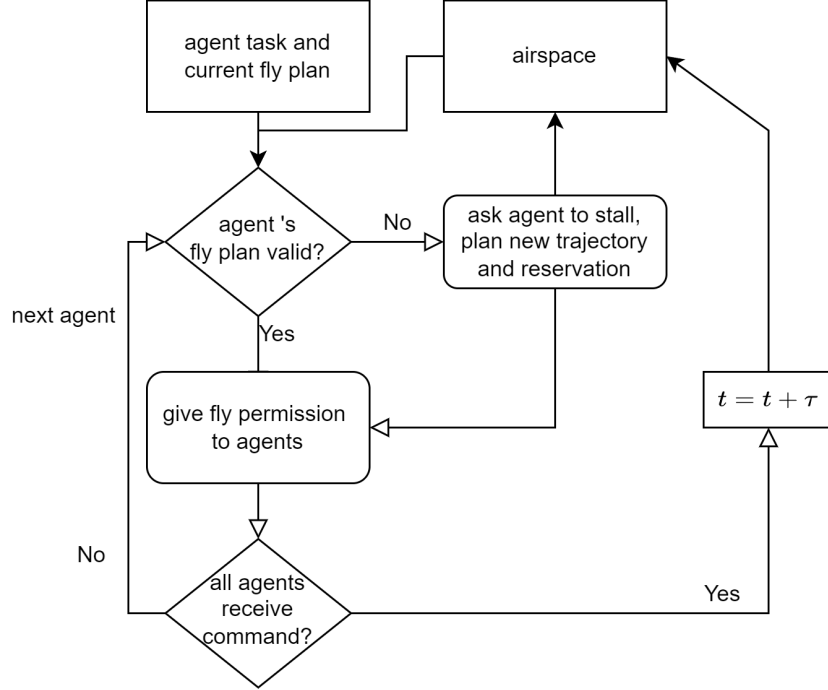 agent task and
current fly plan
airspace
agent 's
fly plan valid?
No
ask agent to stall,
plan new trajectory
and reservation
next agent
Yes
give fly permission
to agents
t = t + τ
No
all agents
receive
command?
Yes